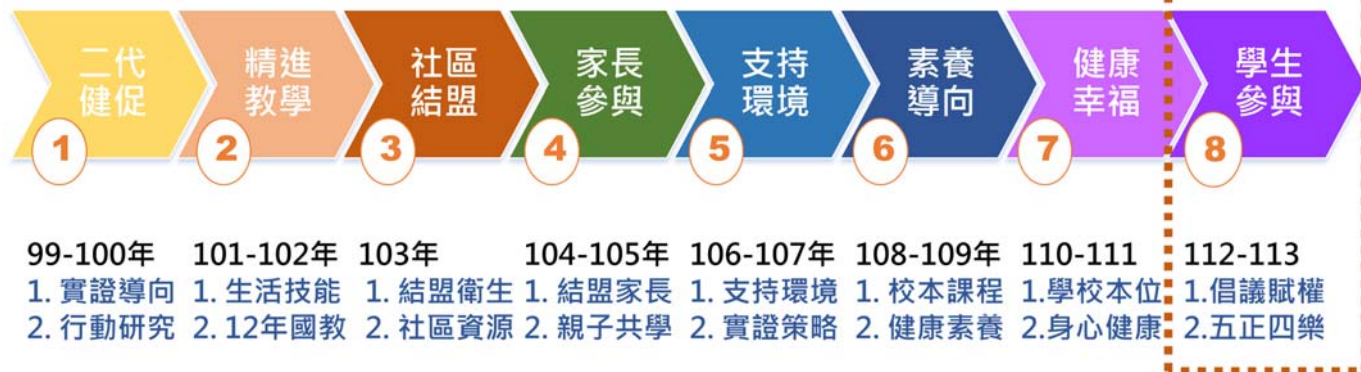 二代
健促
1
精進
教學
2
社區
結盟
3
家長
參與
4
支持
環境
5
素養
導向
6
健康
幸福
7
學生
參與
8
99-100年
1. 實證導向
2. 行動研究
101-102年
1. 生活技能
2. 12年國教
103年
1. 結盟衛生
2. 社區資源
104-105年
1. 結盟家長
2. 親子共學
106-107年
1. 支持環境
2. 實證策略
108-109年
1. 校本課程
2. 健康素養
110-111
1.學校本位
2.身心健康
112-113
1.倡議賦權
2.五正四樂